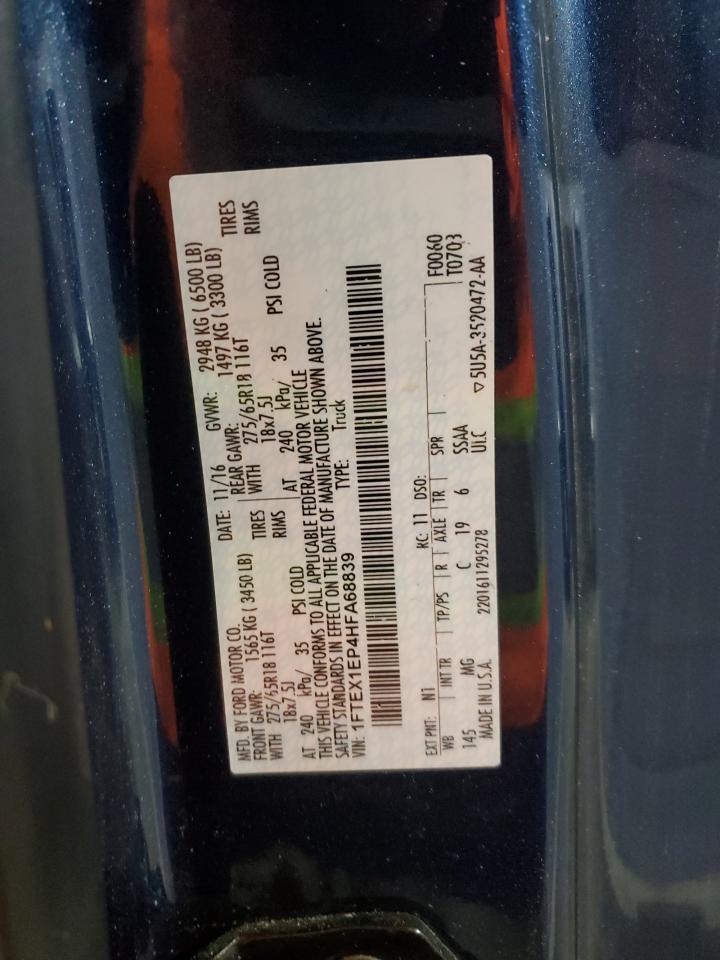 MFD. BY FORD MOTOR CO. DATE: 11/16 GVWR: 2948 KG ( 6500 LB)
FRONT GAWR: 1565 KG ( 3450 LB) REAR GAWR: 1497 KG ( 3300 LB)
WITH 275/65R18 116T TIRES WITH 275/65R18 116T TIRES
18x7.5J RIMS 18x7.5J RIMS
AT 240 kPa/ 35 PSI COLD AT 240 kPa/ 35 PSI COLD
THIS VEHICLE CONFORMS TO ALL APPLICABLE FEDERAL MOTOR VEHICLE
SAFETY STANDARDS IN EFFECT ON THE DATE OF MANUFACTURE SHOWN ABOVE.
VIN: 1FTEX1EP4HFA68839 TYPE: Truck
EXT PNT: N1 RC: 11 DSO: F0060
WB INT TR TP/PS R AXLE TR SPR T0703
145 MG C 19 6 SSAA
MADE IN U.S.A. 2201611295278 UI.C ▽ 5U5A-3520472-AA